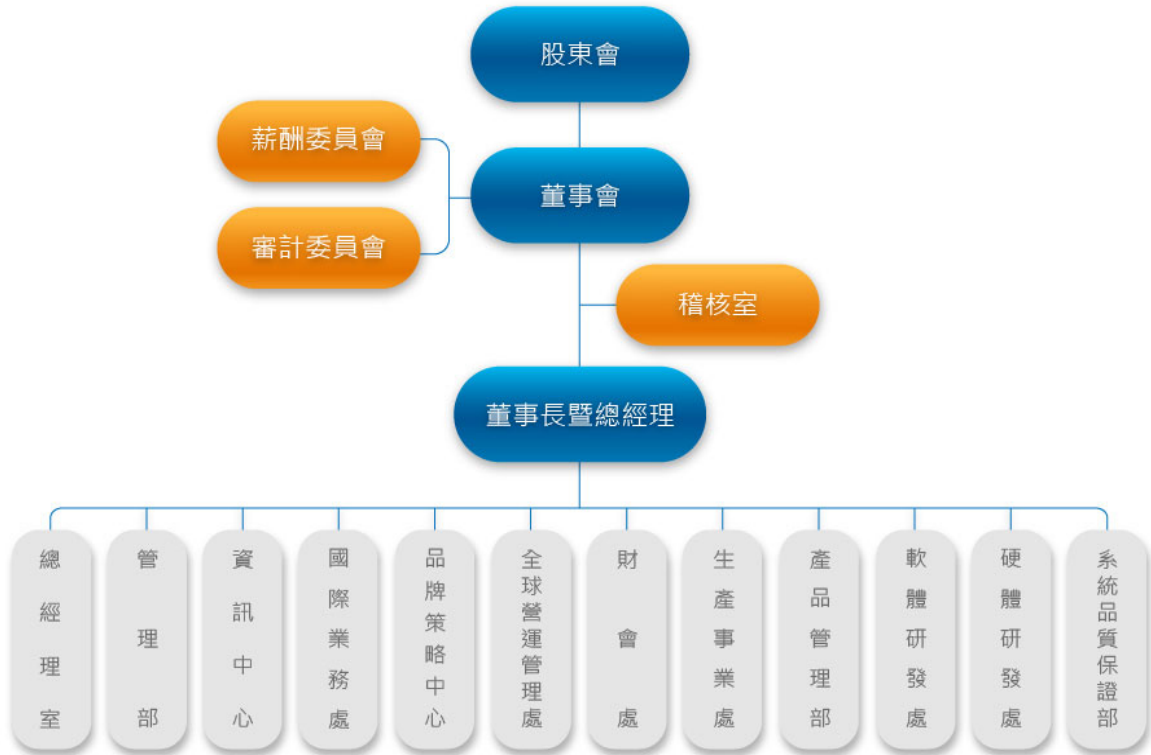 股東會
薪酬委員會
董事會
審計委員會
稽核室
董事長暨總經理
總經理室
管理部
資訊中心
國際業務處
品牌策略中心
全球營運管理處
財會處
生產事業處
產品管理部
軟體研發處
硬體研發處
系統品質保證部